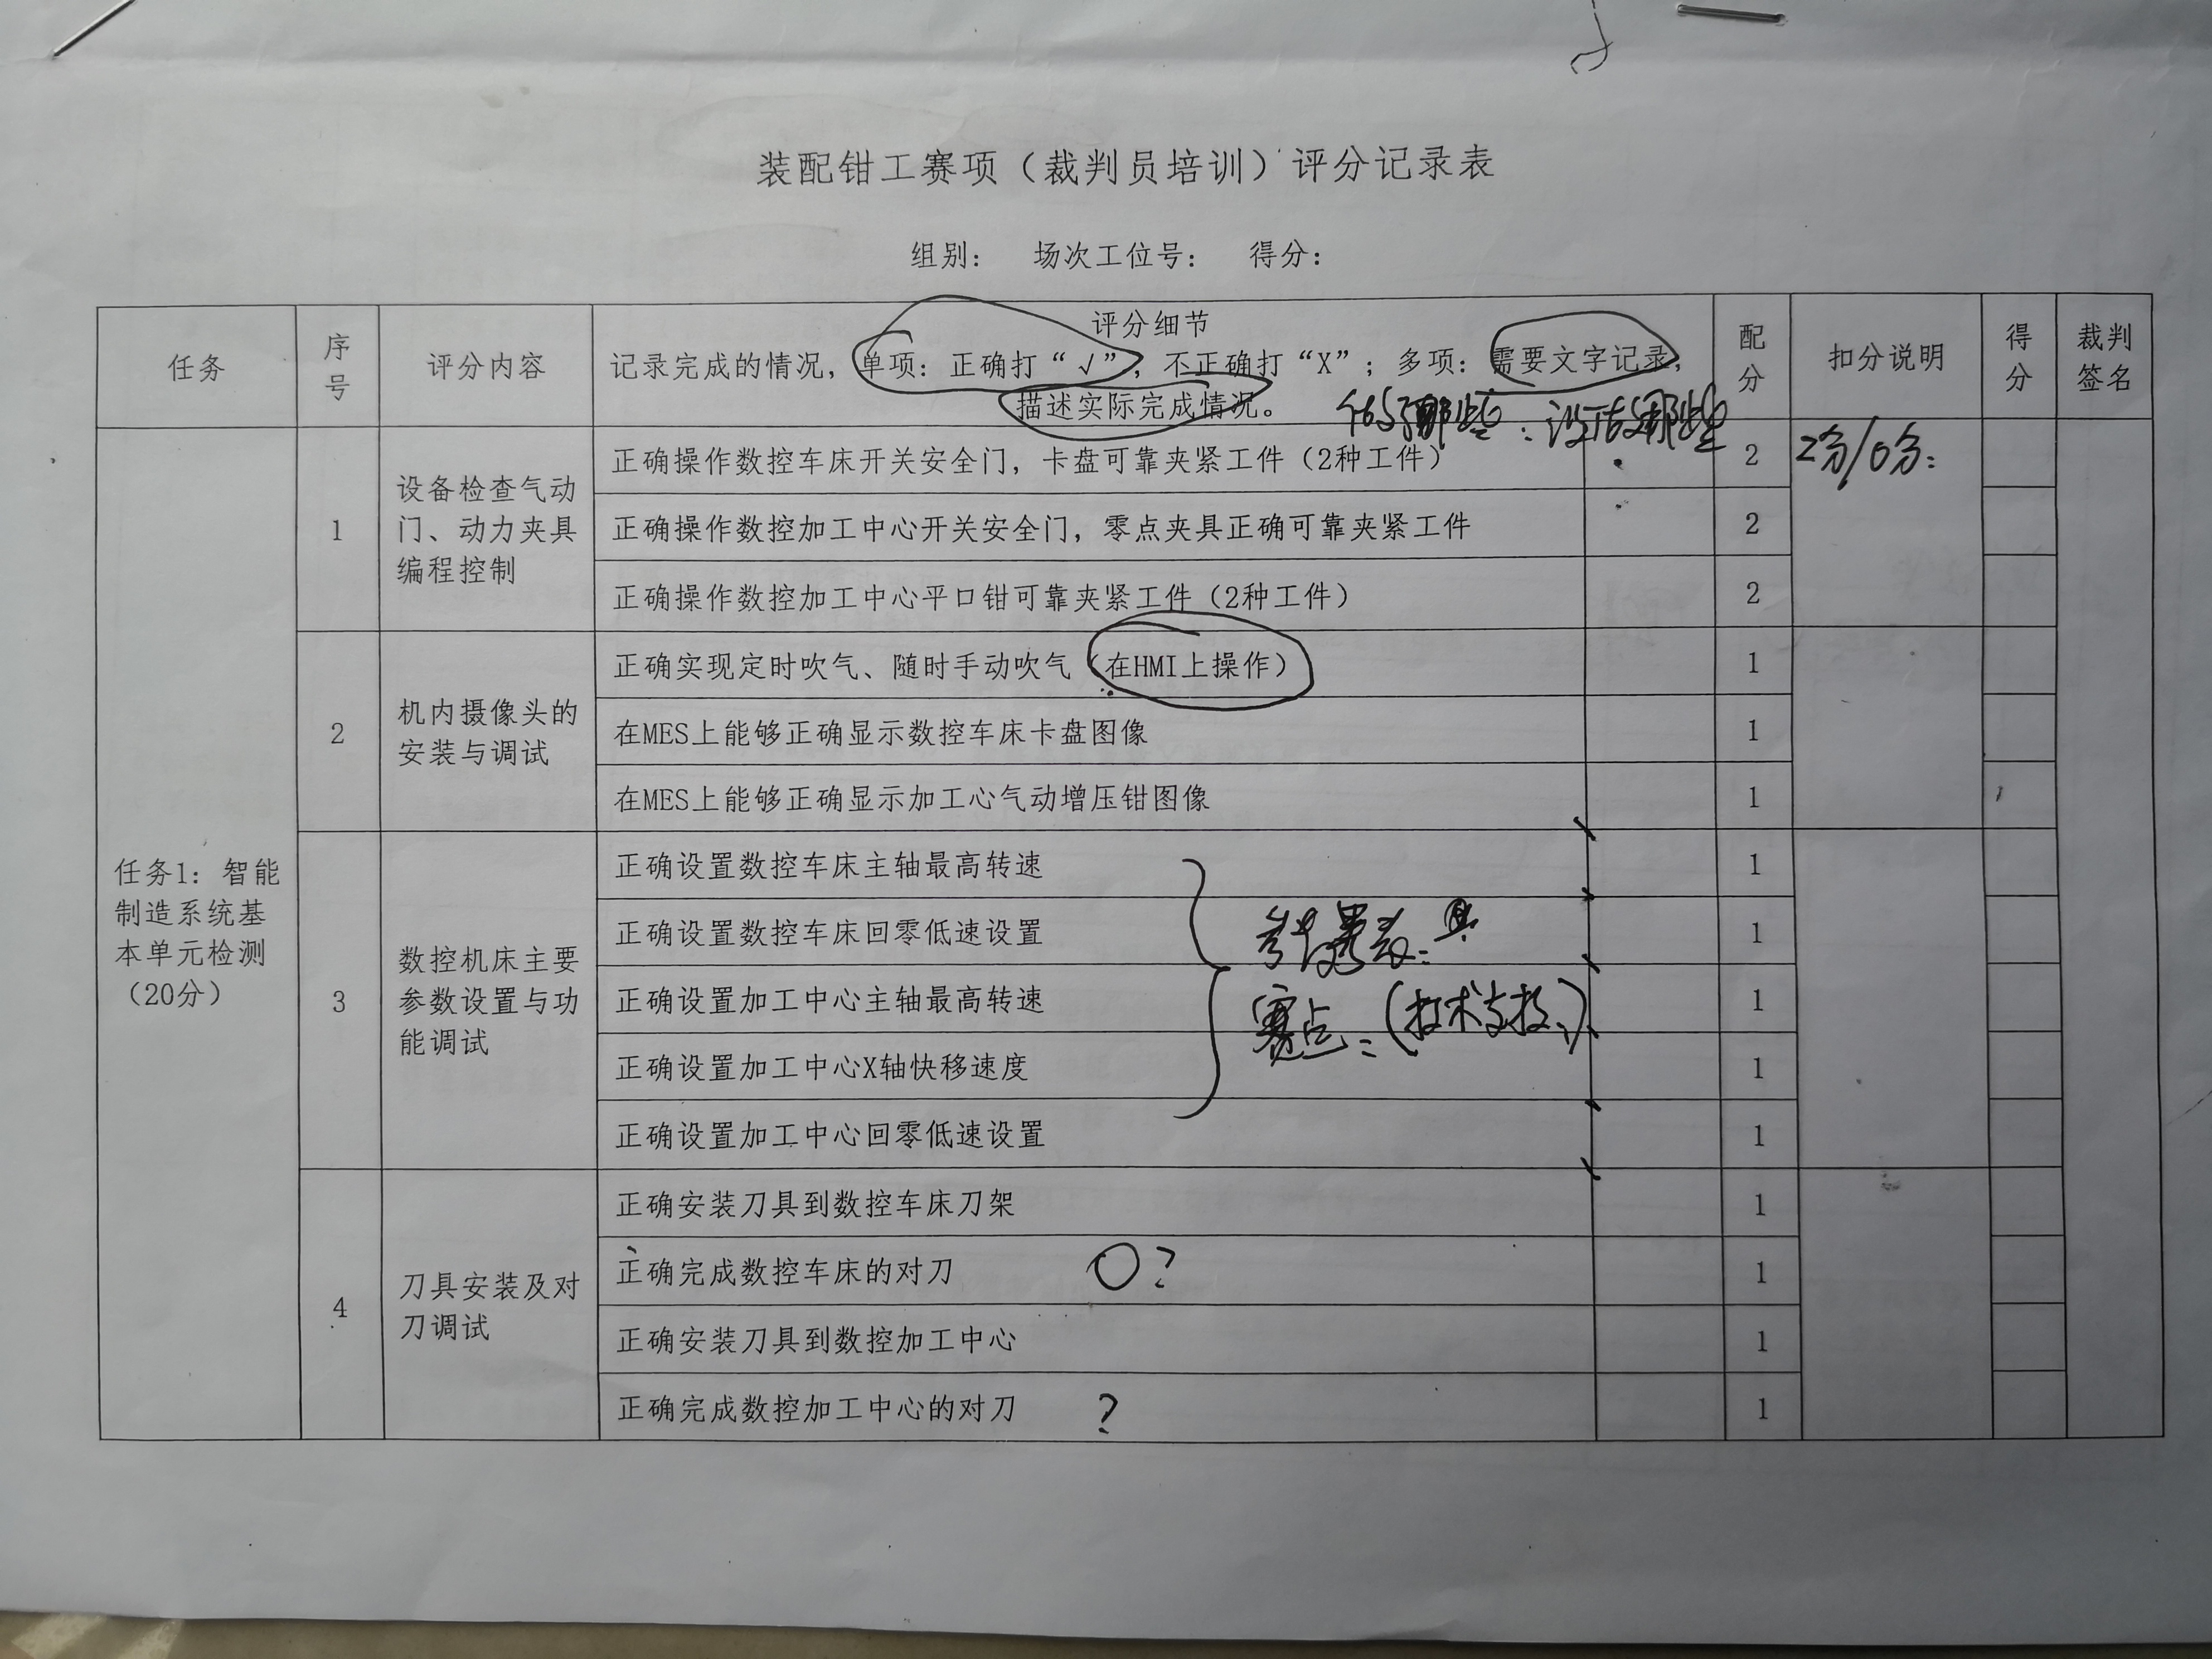 装配钳工赛项（裁判员培训）评分记录表
组别： 场次工位号： 得分：
任务 序号 评分内容 评分细节 配分 扣分说明 得分 裁判签名
记录完成的情况，单项：正确打“√”，不正确打“X”；多项：需要文字记录，
描述实际完成情况。
做了哪些：没做哪些
任务1：智能制造系统基本单元检测（20分）
1 设备检查气动门、动力夹具编程控制
正确操作数控车床开关安全门，卡盘可靠夹紧工件（2种工件） 2 2分/0分：
正确操作数控加工中心开关安全门，零点夹具正确可靠夹紧工件 2
正确操作数控加工中心平口钳可靠夹紧工件（2种工件） 2
2 机内摄像头的安装与调试
正确实现定时吹气、随时手动吹气（在HMI上操作） 1
在MES上能够正确显示数控车床卡盘图像 1
在MES上能够正确显示加工心气动增压钳图像 1
3 数控机床主要参数设置与功能调试
正确设置数控车床主轴最高转速 1
正确设置数控车床回零低速设置 1
正确设置加工中心主轴最高转速 1
正确设置加工中心X轴快移速度 1
正确设置加工中心回零低速设置 1
赛点：（技术支持）
4 刀具安装及对刀调试
正确安装刀具到数控车床刀架 1
正确完成数控车床的对刀 ○？ 1
正确安装刀具到数控加工中心 1
正确完成数控加工中心的对刀 ？ 1